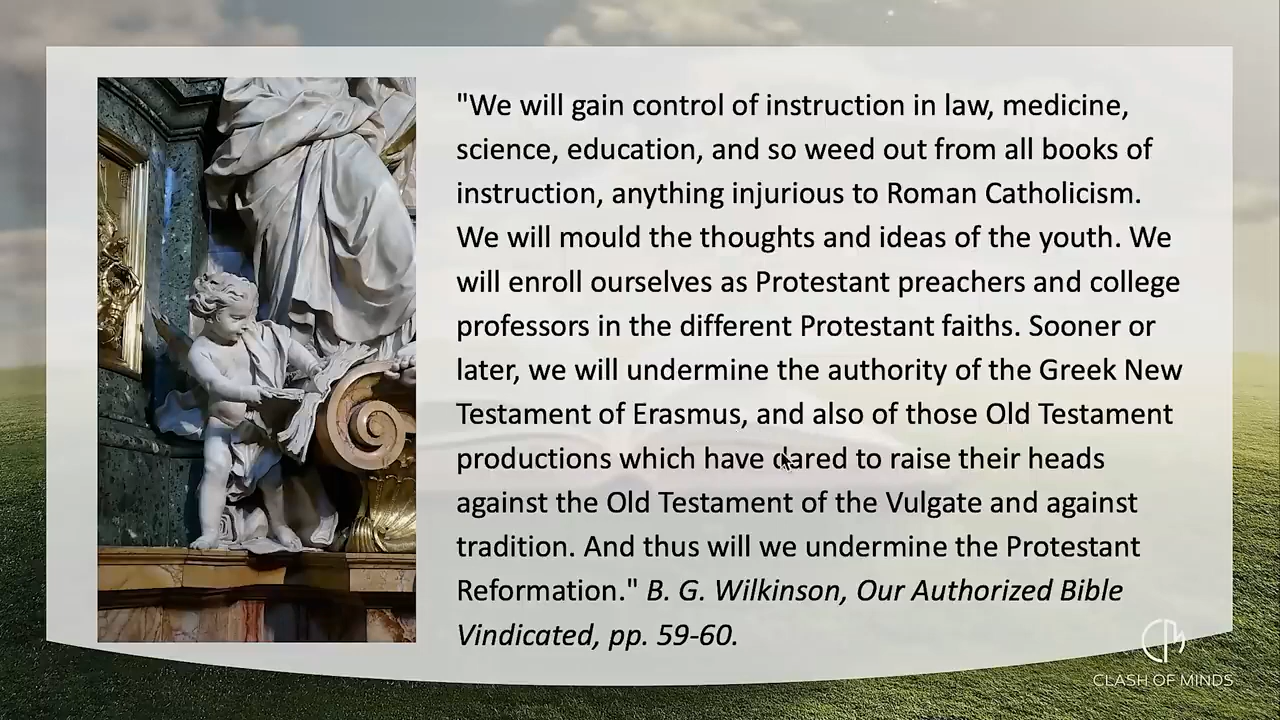 "We will gain control of instruction in law, medicine,
science, education, and so weed out from all books of
instruction, anything injurious to Roman Catholicism.
We will mould the thoughts and ideas of the youth. We
will enroll ourselves as Protestant preachers and college
professors in the different Protestant faiths. Sooner or
later, we will undermine the authority of the Greek New
Testament of Erasmus, and also of those Old Testament
productions which have dared to raise their heads
against the Old Testament of the Vulgate and against
tradition. And thus will we undermine the Protestant
Reformation." B. G. Wilkinson, Our Authorized Bible
Vindicated, pp. 59-60.
CLASH OF MINDS